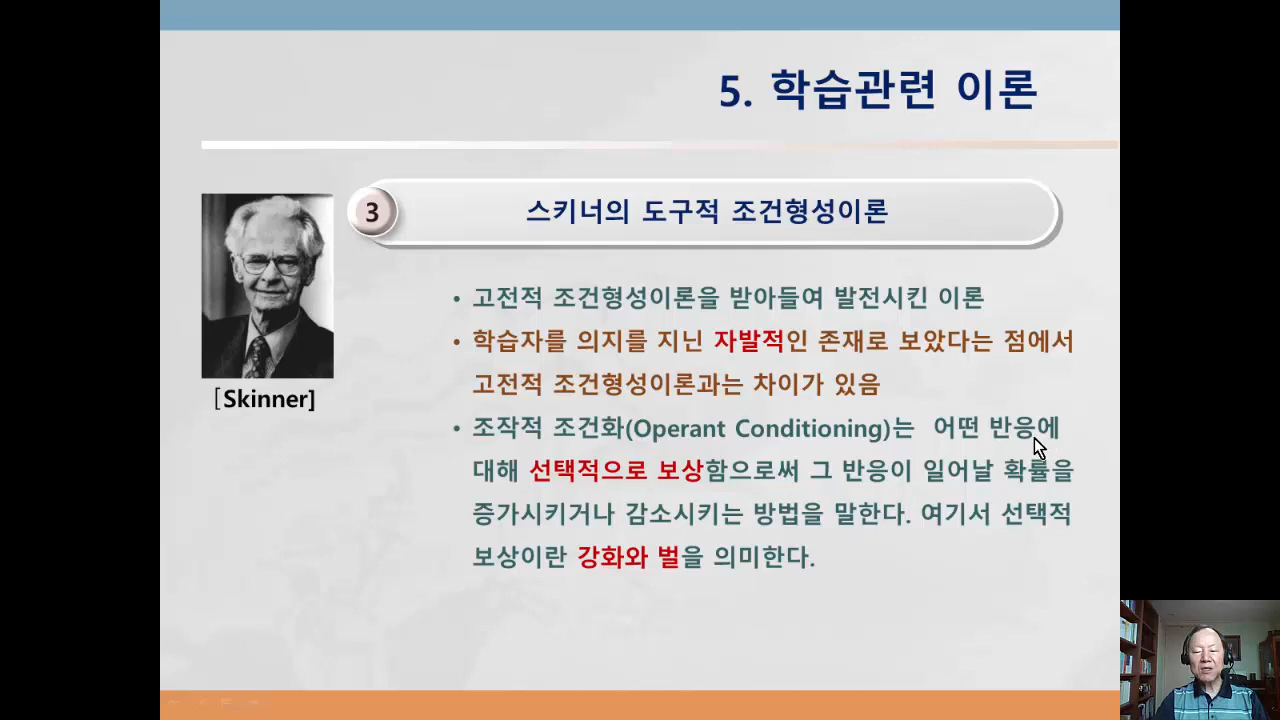 5. 학습관련 이론
3
스키너의 도구적 조건형성이론
[Skinner]
• 고전적 조건형성이론을 받아들여 발전시킨 이론
• 학습자를 의지를 지닌 자발적인 존재로 보았다는 점에서
고전적 조건형성이론과는 차이가 있음
• 조작적 조건화(Operant Conditioning)는 어떤 반응에
대해 선택적으로 보상함으로써 그 반응이 일어날 확률을
증가시키거나 감소시키는 방법을 말한다. 여기서 선택적
보상이란 강화와 벌을 의미한다.